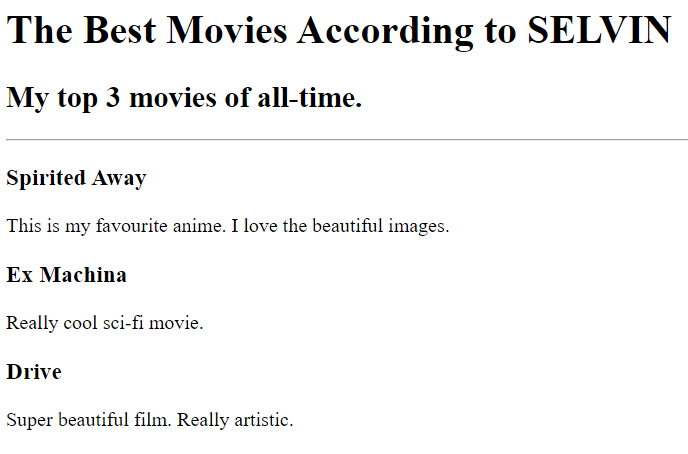 The Best Movies According to SELVIN
My top 3 movies of all-time.
Spirited Away
This is my favourite anime. I love the beautiful images.
Ex Machina
Really cool sci-fi movie.
Drive
Super beautiful film. Really artistic.